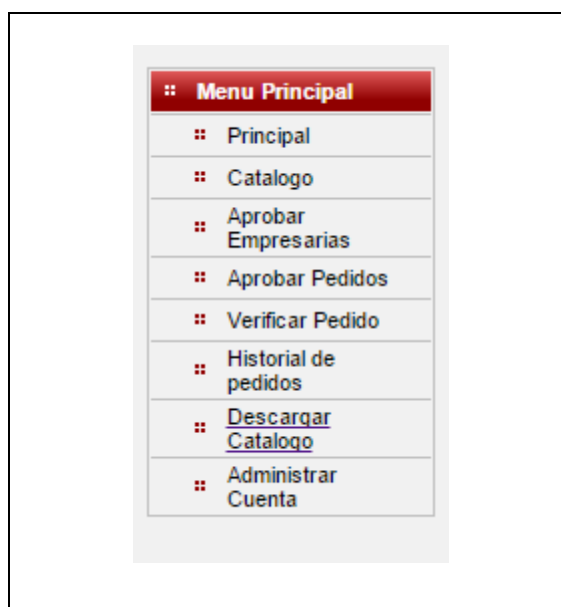 Menu Principal
Principal
Catalogo
Aprobar
Empresarias
Aprobar Pedidos
Verificar Pedido
Historial de
pedidos
Descargar
Catalogo
Administrar
Cuenta